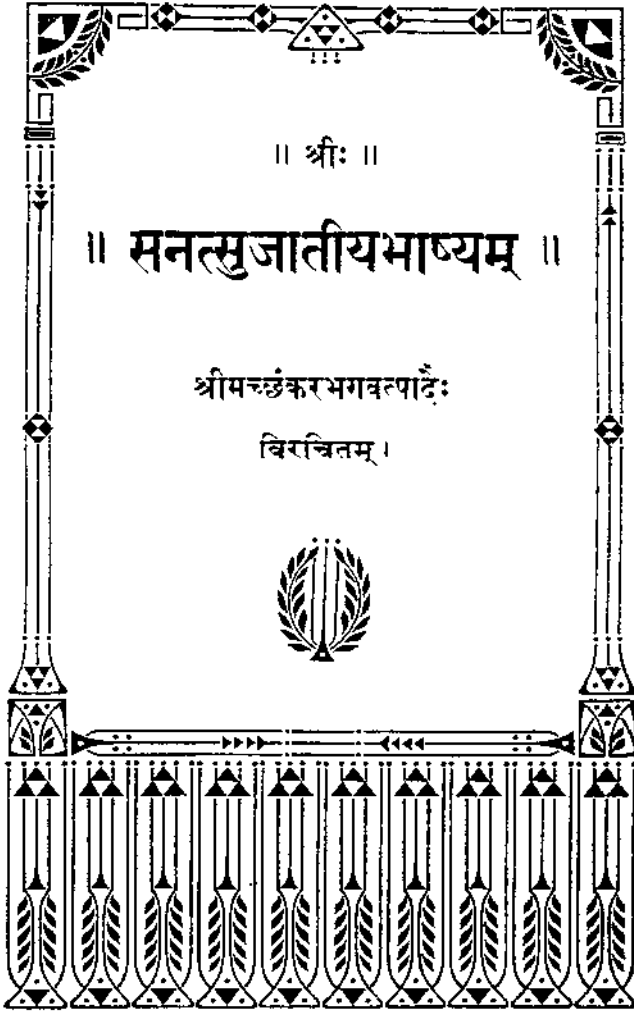 ॥ श्रीः ॥
॥ सनत्सुजातीयभाष्यम् ॥
श्रीमच्छंकरभगवत्पादैः
विरचितम् ।